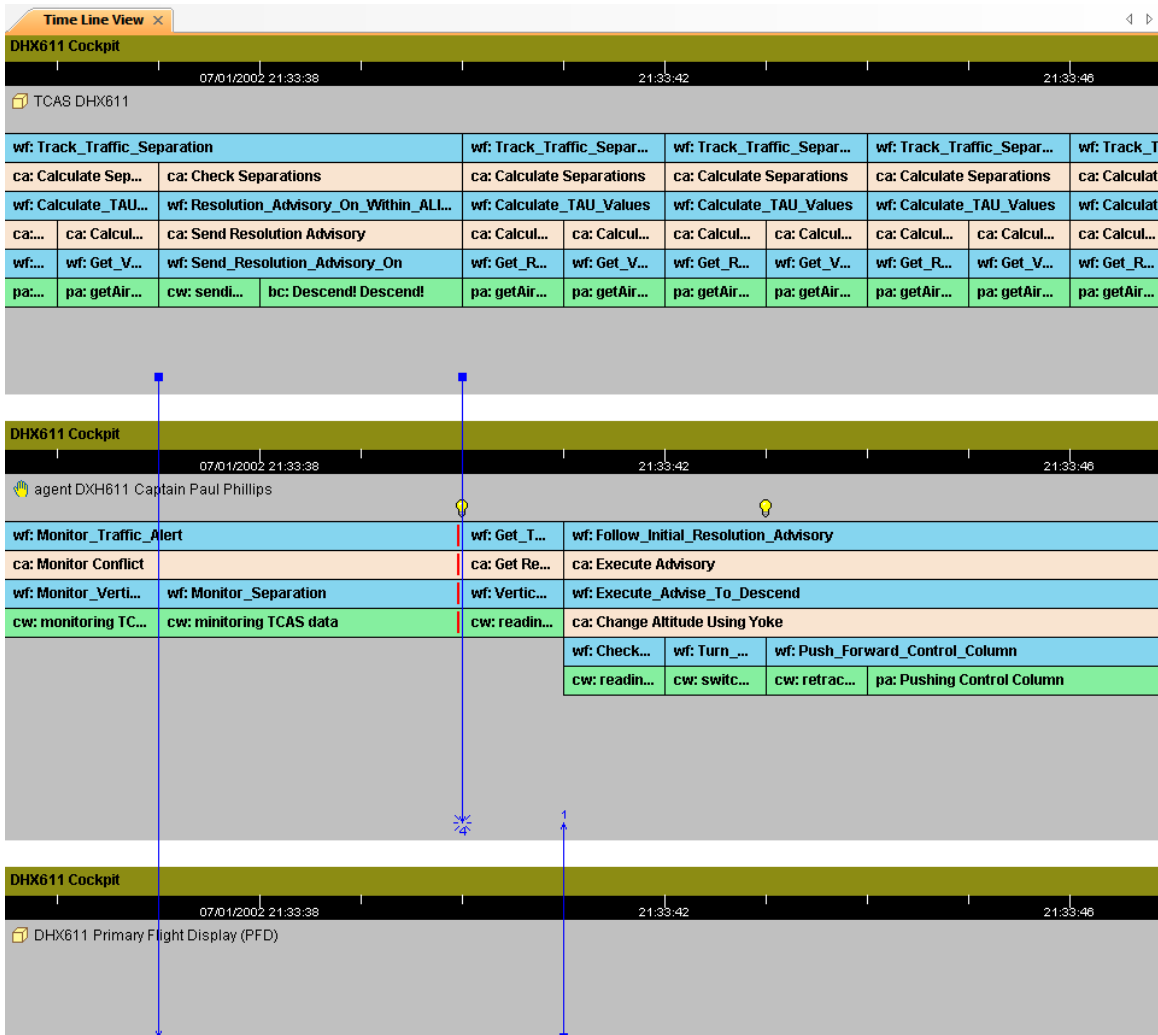 Time Line View
DHX611 Cockpit
07/01/2002 21:33:38 21:33:42 21:33:46
TCAS DHX611
wf: Track_Traffic_Separation wf: Track_Traffic_Separ... wf: Track_Traffic_Separ... wf: Track_Traffic_Separ... wf: Track_T
ca: Calculate Sep... ca: Check Separations ca: Calculate Separations ca: Calculate Separations ca: Calculate Separations ca: Calculat
wf: Calculate_TAU... wf: Resolution_Advisory_On_Within_ALI... wf: Calculate_TAU_Values wf: Calculate_TAU_Values wf: Calculate_TAU_Values wf: Calculat
ca:... ca: Calcul... ca: Send Resolution Advisory ca: Calcul... ca: Calcul... ca: Calcul... ca: Calcul... ca: Calcul... ca: Calcul... ca: Calcul...
wf:... wf: Get_V... wf: Send_Resolution_Advisory_On wf: Get_R... wf: Get_V... wf: Get_R... wf: Get_V... wf: Get_R... wf: Get_V... wf: Get_R...
pa:... pa: getAir... cw: sendi... bc: Descend! Descend! pa: getAir... pa: getAir... pa: getAir... pa: getAir... pa: getAir... pa: getAir... pa: getAir...
DHX611 Cockpit
07/01/2002 21:33:38 21:33:42 21:33:46
agent DXH611 Captain Paul Phillips
wf: Monitor_Traffic_Alert wf: Get_T... wf: Follow_Initial_Resolution_Advisory
ca: Monitor Conflict ca: Get Re... ca: Execute Advisory
wf: Monitor_Verti... wf: Monitor_Separation wf: Vertic... wf: Execute_Advise_To_Descend
cw: monitoring TC... cw: minitoring TCAS data cw: readin... ca: Change Altitude Using Yoke
wf: Check... wf: Turn_... wf: Push_Forward_Control_Column
cw: readin... cw: switc... cw: retrac... pa: Pushing Control Column
4 1
DHX611 Cockpit
07/01/2002 21:33:38 21:33:42 21:33:46
DHX611 Primary Flight Display (PFD)